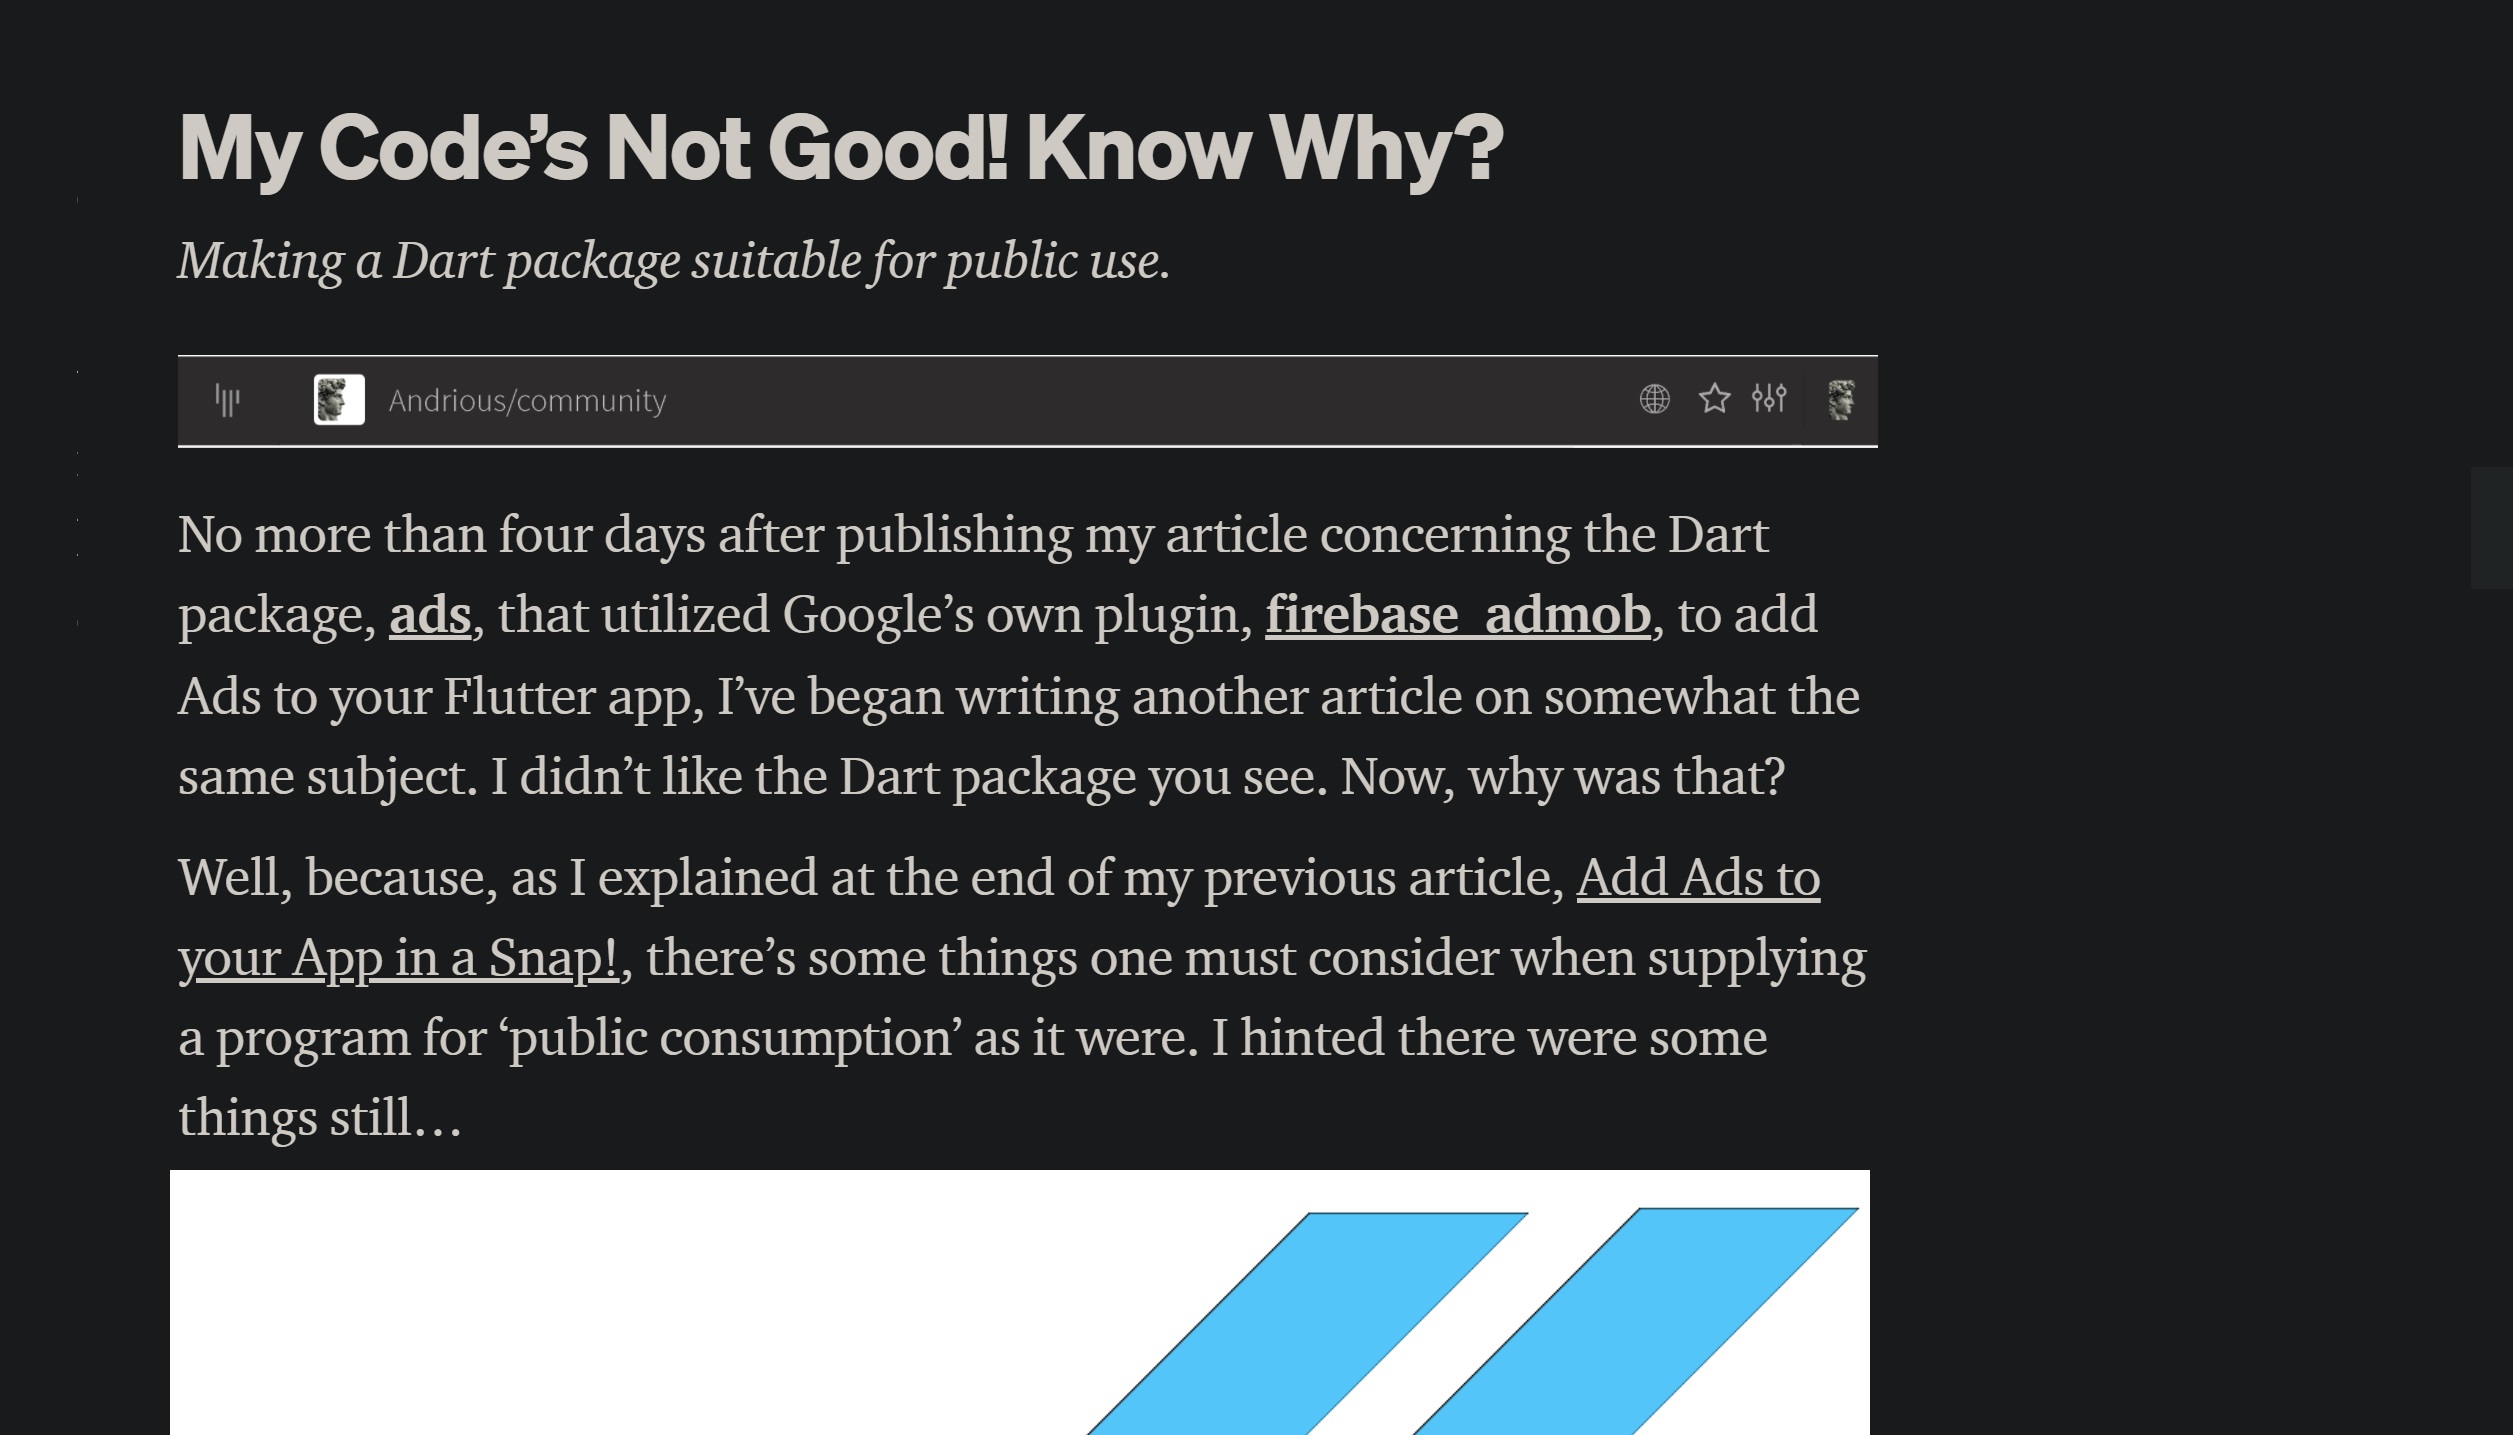 My Code’s Not Good! Know Why?
Making a Dart package suitable for public use.
Andrious/community
No more than four days after publishing my article concerning the Dart
package, ads, that utilized Google’s own plugin, firebase_admob, to add
Ads to your Flutter app, I’ve began writing another article on somewhat the
same subject. I didn’t like the Dart package you see. Now, why was that?
Well, because, as I explained at the end of my previous article, Add Ads to
your App in a Snap!, there’s some things one must consider when supplying
a program for ‘public consumption’ as it were. I hinted there were some
things still…